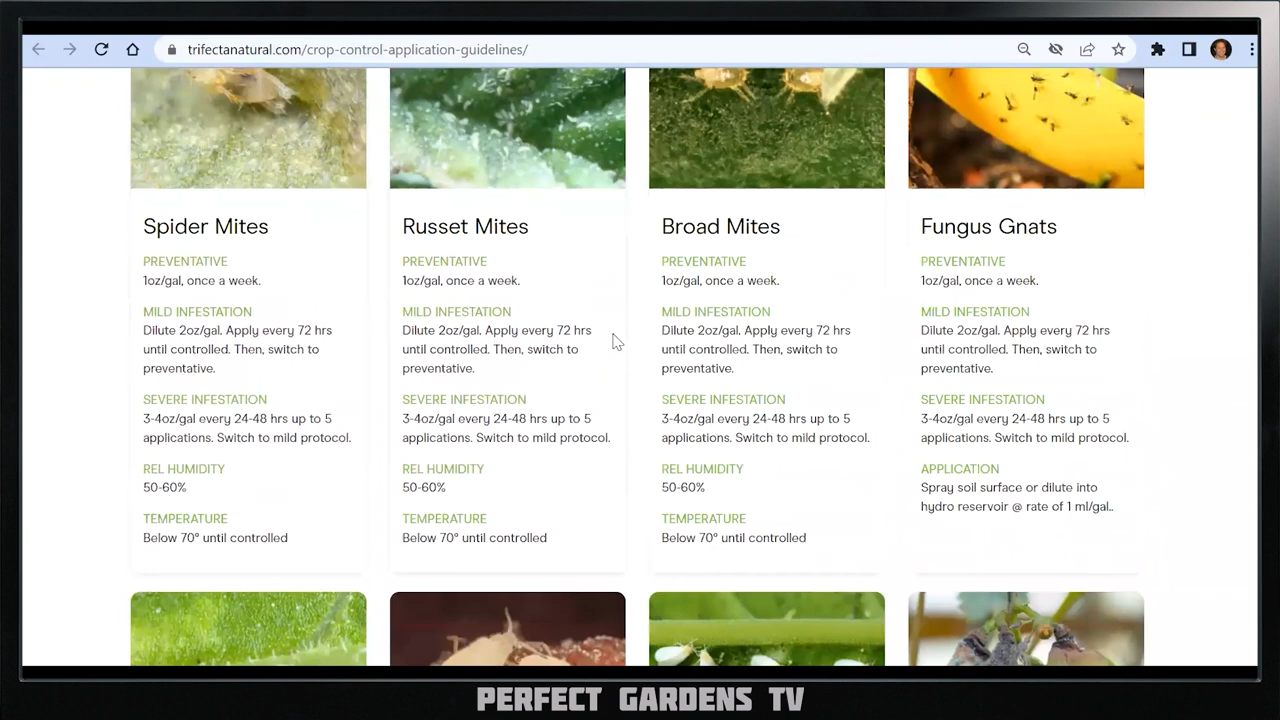 trifectanatural.com/crop-control-application-guidelines/
Spider Mites
PREVENTATIVE
1oz/gal, once a week.
MILD INFESTATION
Dilute 2oz/gal. Apply every 72 hrs
until controlled. Then, switch to
preventative.
SEVERE INFESTATION
3-4oz/gal every 24-48 hrs up to 5
applications. Switch to mild protocol.
REL HUMIDITY
50-60%
TEMPERATURE
Below 70° until controlled
Russet Mites
PREVENTATIVE
1oz/gal, once a week.
MILD INFESTATION
Dilute 2oz/gal. Apply every 72 hrs
until controlled. Then, switch to
preventative.
SEVERE INFESTATION
3-4oz/gal every 24-48 hrs up to 5
applications. Switch to mild protocol.
REL HUMIDITY
50-60%
TEMPERATURE
Below 70° until controlled
Broad Mites
PREVENTATIVE
1oz/gal, once a week.
MILD INFESTATION
Dilute 2oz/gal. Apply every 72 hrs
until controlled. Then, switch to
preventative.
SEVERE INFESTATION
3-4oz/gal every 24-48 hrs up to 5
applications. Switch to mild protocol.
REL HUMIDITY
50-60%
TEMPERATURE
Below 70° until controlled
Fungus Gnats
PREVENTATIVE
1oz/gal, once a week.
MILD INFESTATION
Dilute 2oz/gal. Apply every 72 hrs
until controlled. Then, switch to
preventative.
SEVERE INFESTATION
3-4oz/gal every 24-48 hrs up to 5
applications. Switch to mild protocol.
APPLICATION
Spray soil surface or dilute into
hydro reservoir @ rate of 1 ml/gal..
PERFECT GARDENS TV